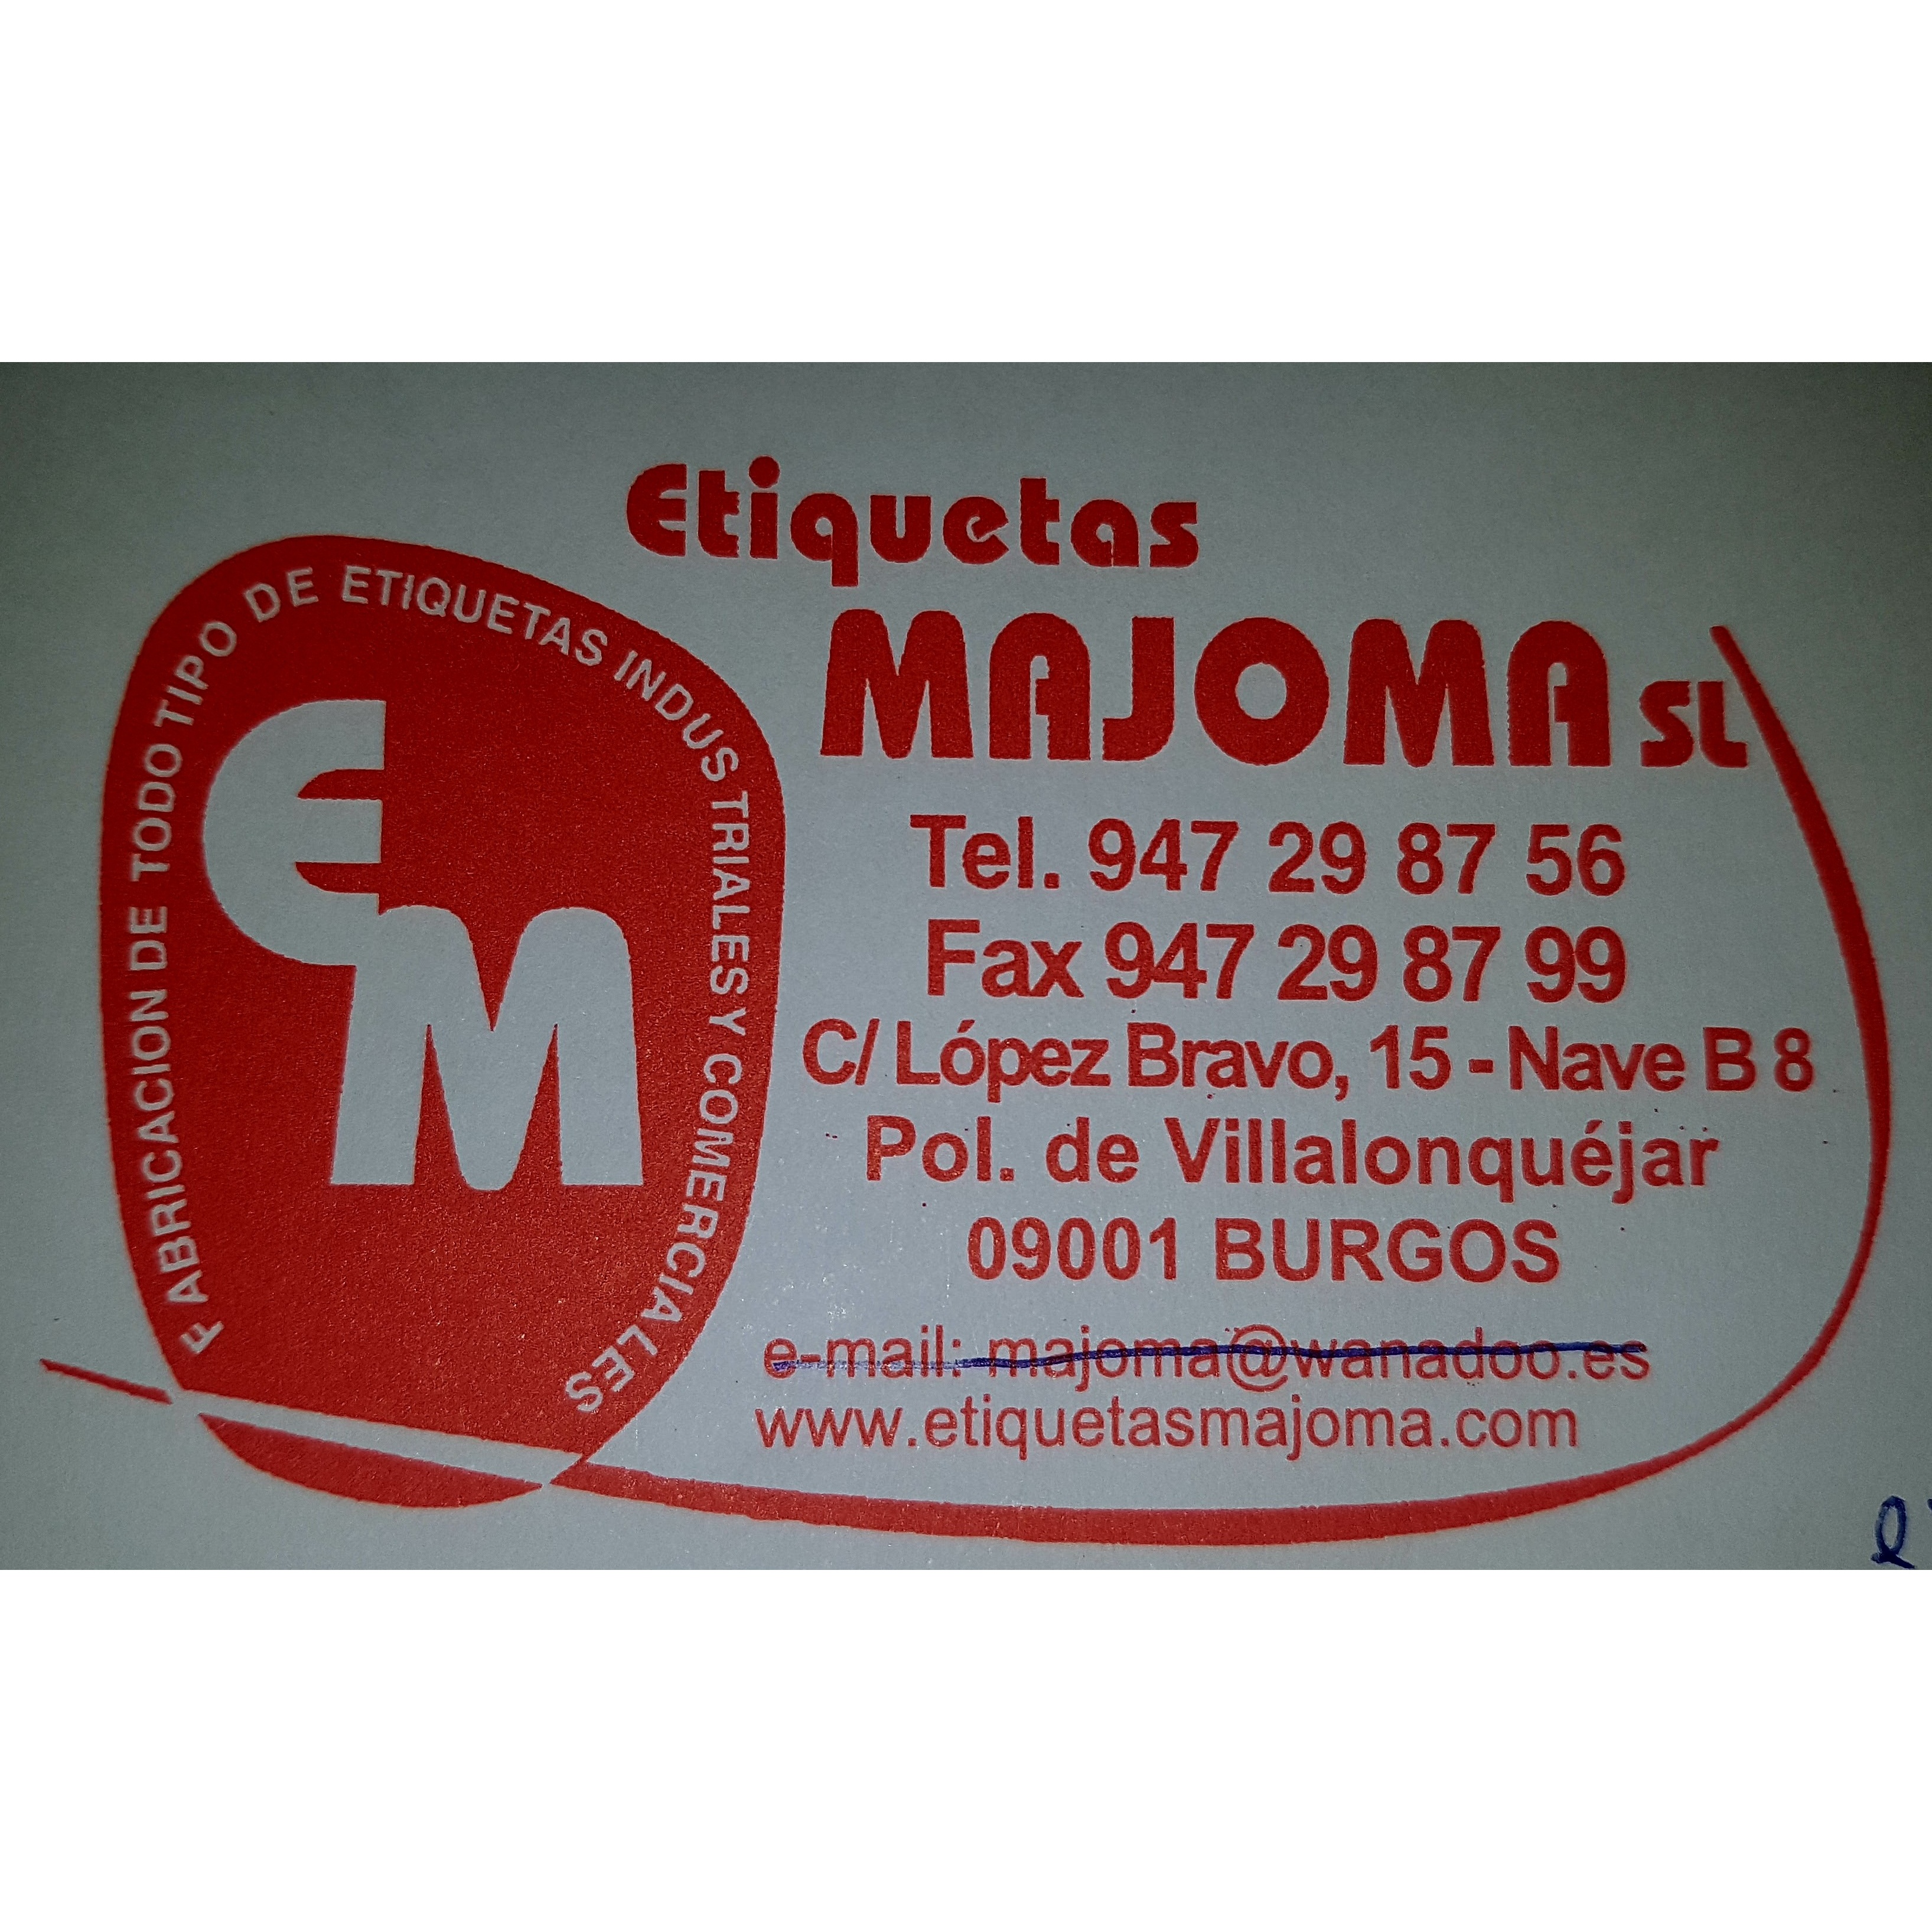 Etiquetas
MAJOMA SL
FABRICACION DE TODO TIPO DE ETIQUETAS INDUSTRIALES Y COMERCIALES
EM
Tel. 947 29 87 56
Fax 947 29 87 99
C/ López Bravo, 15 - Nave B 8
Pol. de Villalonquéjar
09001 BURGOS
e-mail: majoma@wanadoo.es
www.etiquetasmajoma.com